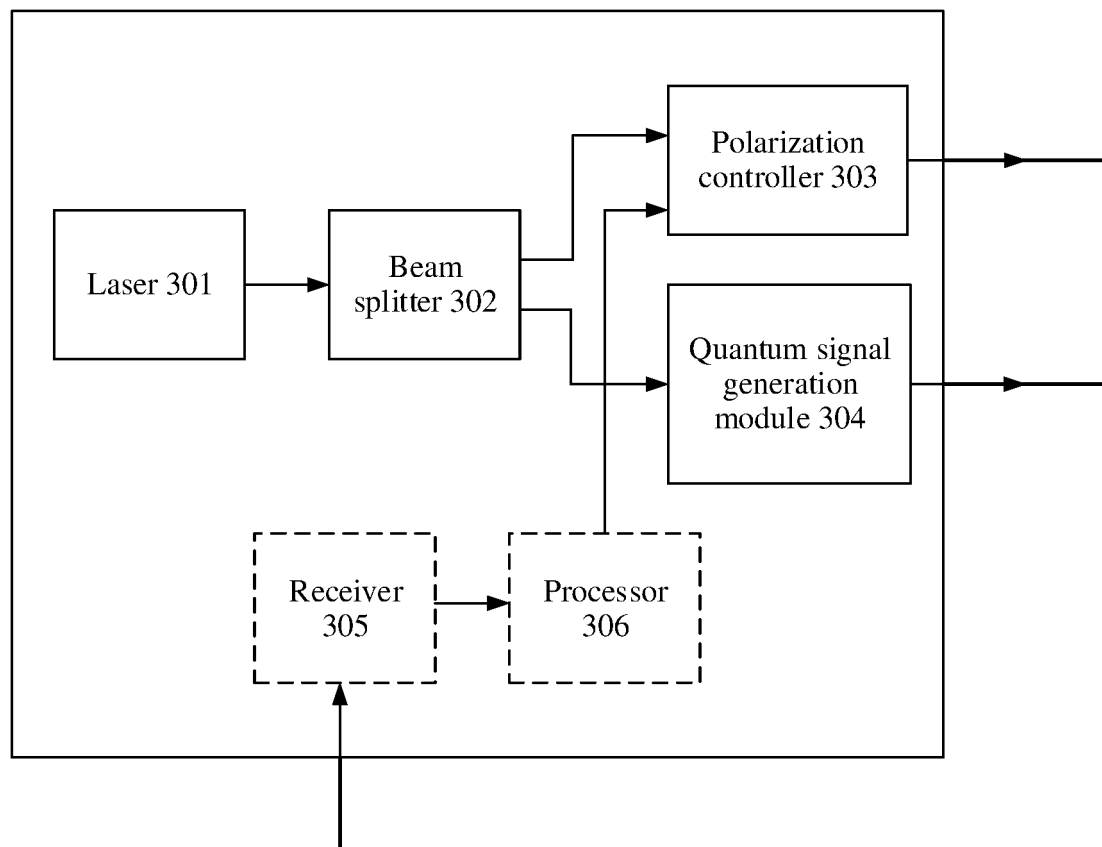 Laser 301
Beam
splitter 302
Polarization
controller 303
Quantum signal
generation
module 304
Receiver
305
Processor
306